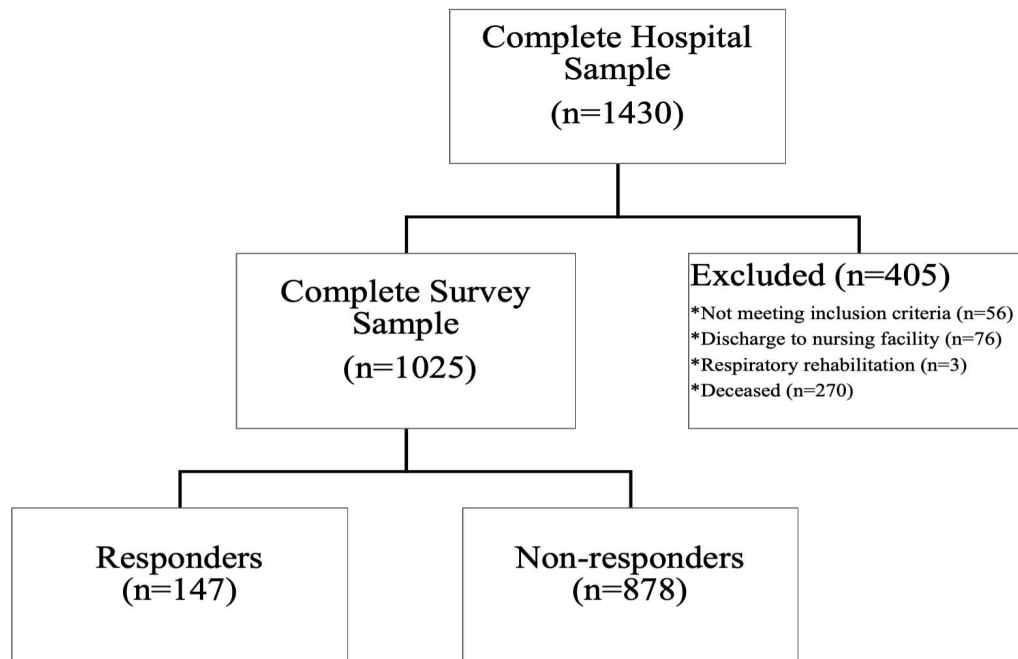 Complete Hospital
Sample
(n=1430)
Complete Survey
Sample
(n=1025)
Excluded (n=405)
*Not meeting inclusion criteria (n=56)
*Discharge to nursing facility (n=76)
*Respiratory rehabilitation (n=3)
*Deceased (n=270)
Responders
(n=147)
Non-responders
(n=878)